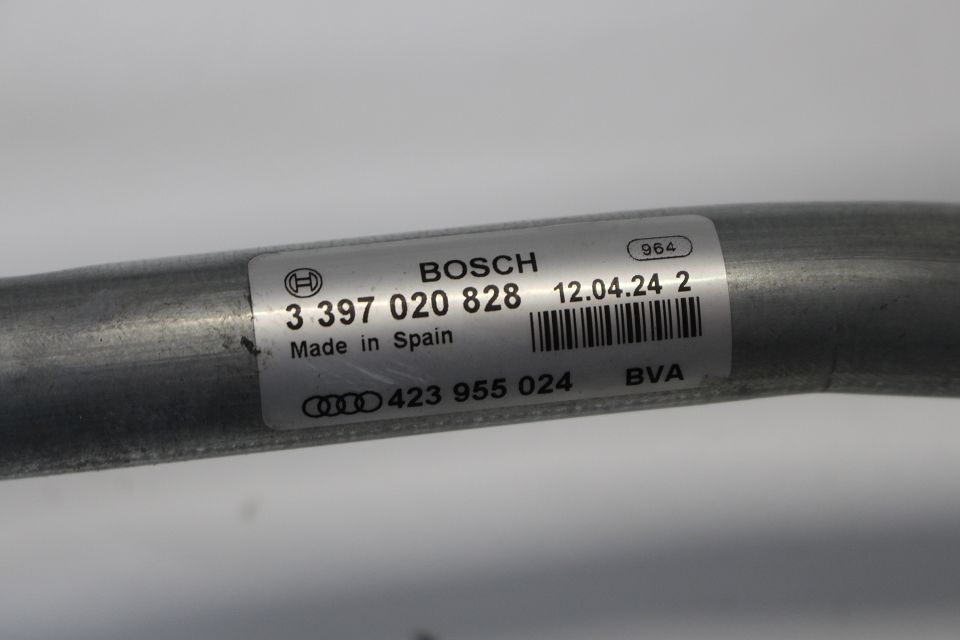 BOSCH
964
3 397 020 828
12.04.24 2
Made in Spain
423 955 024
BVA